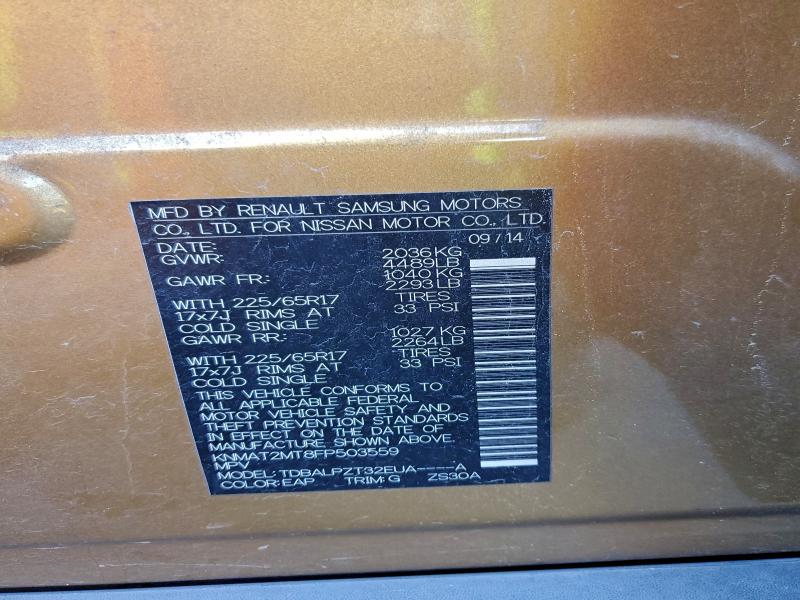 MFD BY RENAULT SAMSUNG MOTORS
CO., LTD. FOR NISSAN MOTOR CO., LTD.
DATE: 09/14
GVWR: 2036KG
4489LB
GAWR FR: 1040 KG
2293 LB
WITH 225/65R17 TIRES
17x7J RIMS AT 33 PSI
COLD SINGLE
GAWR RR: 1027 KG
2264LB
WITH 225/65R17 TIRES
17x7J RIMS AT 33 PSI
COLD SINGLE
THIS VEHICLE CONFORMS TO
ALL APPLICABLE FEDERAL
MOTOR VEHICLE SAFETY AND
THEFT PREVENTION STANDARDS
IN EFFECT ON THE DATE OF
MANUFACTURE SHOWN ABOVE.
KNMAT2MT8FP503559
MPV
MODEL: TDBALPZT32EUA----A
COLOR: EAP TRIM: G ZS30A